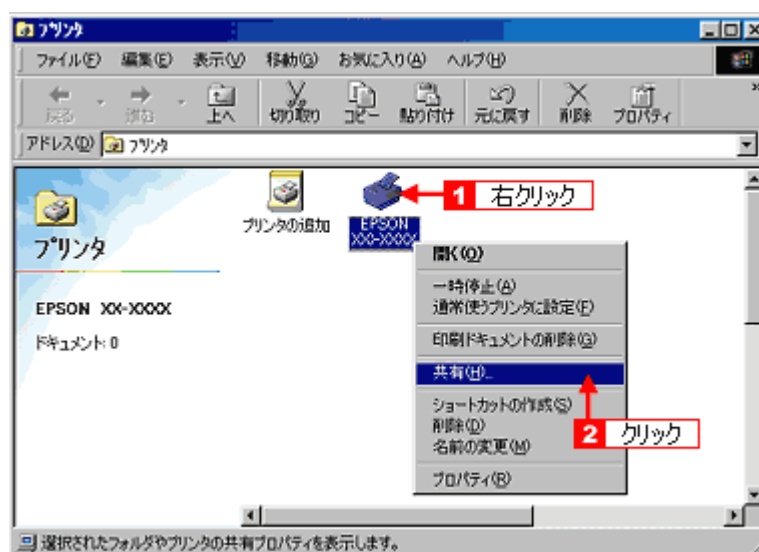 プリンタ
ファイル(F) 編集(E) 表示(V) 移動(G) お気に入り(A) ヘルプ(H)
戻る 進む 上へ 切り取り コピー 貼り付け 元に戻す 削除 プロパティ
アドレス(D) プリンタ
1 右クリック
プリンタの追加
EPSON
XXX-XXXX
プリンタ
EPSON XX-XXXX
ドキュメント: 0
開く(O)
一時停止(A)
通常使うプリンタに設定(F)
印刷ドキュメントの削除(G)
共有(H)...
ショートカットの作成(S)
削除(D)
名前の変更(M)
プロパティ(R)
2 クリック
選択されたフォルダやプリンタの共有プロパティを表示します。